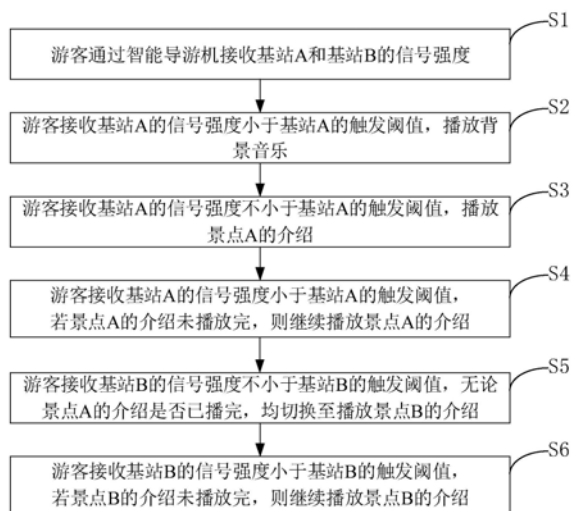 S1
游客通过智能导游机接收基站A和基站B的信号强度
S2
游客接收基站A的信号强度小于基站A的触发阈值，播放背
景音乐
S3
游客接收基站A的信号强度不小于基站A的触发阈值，播放
景点A的介绍
S4
游客接收基站A的信号强度小于基站A的触发阈值，
若景点A的介绍未播放完，则继续播放景点A的介绍
S5
游客接收基站B的信号强度不小于基站B的触发阈值，无论
景点A的介绍是否已播完，均切换至播放景点B的介绍
S6
游客接收基站B的信号强度小于基站B的触发阈值，
若景点B的介绍未播放完，则继续播放景点B的介绍